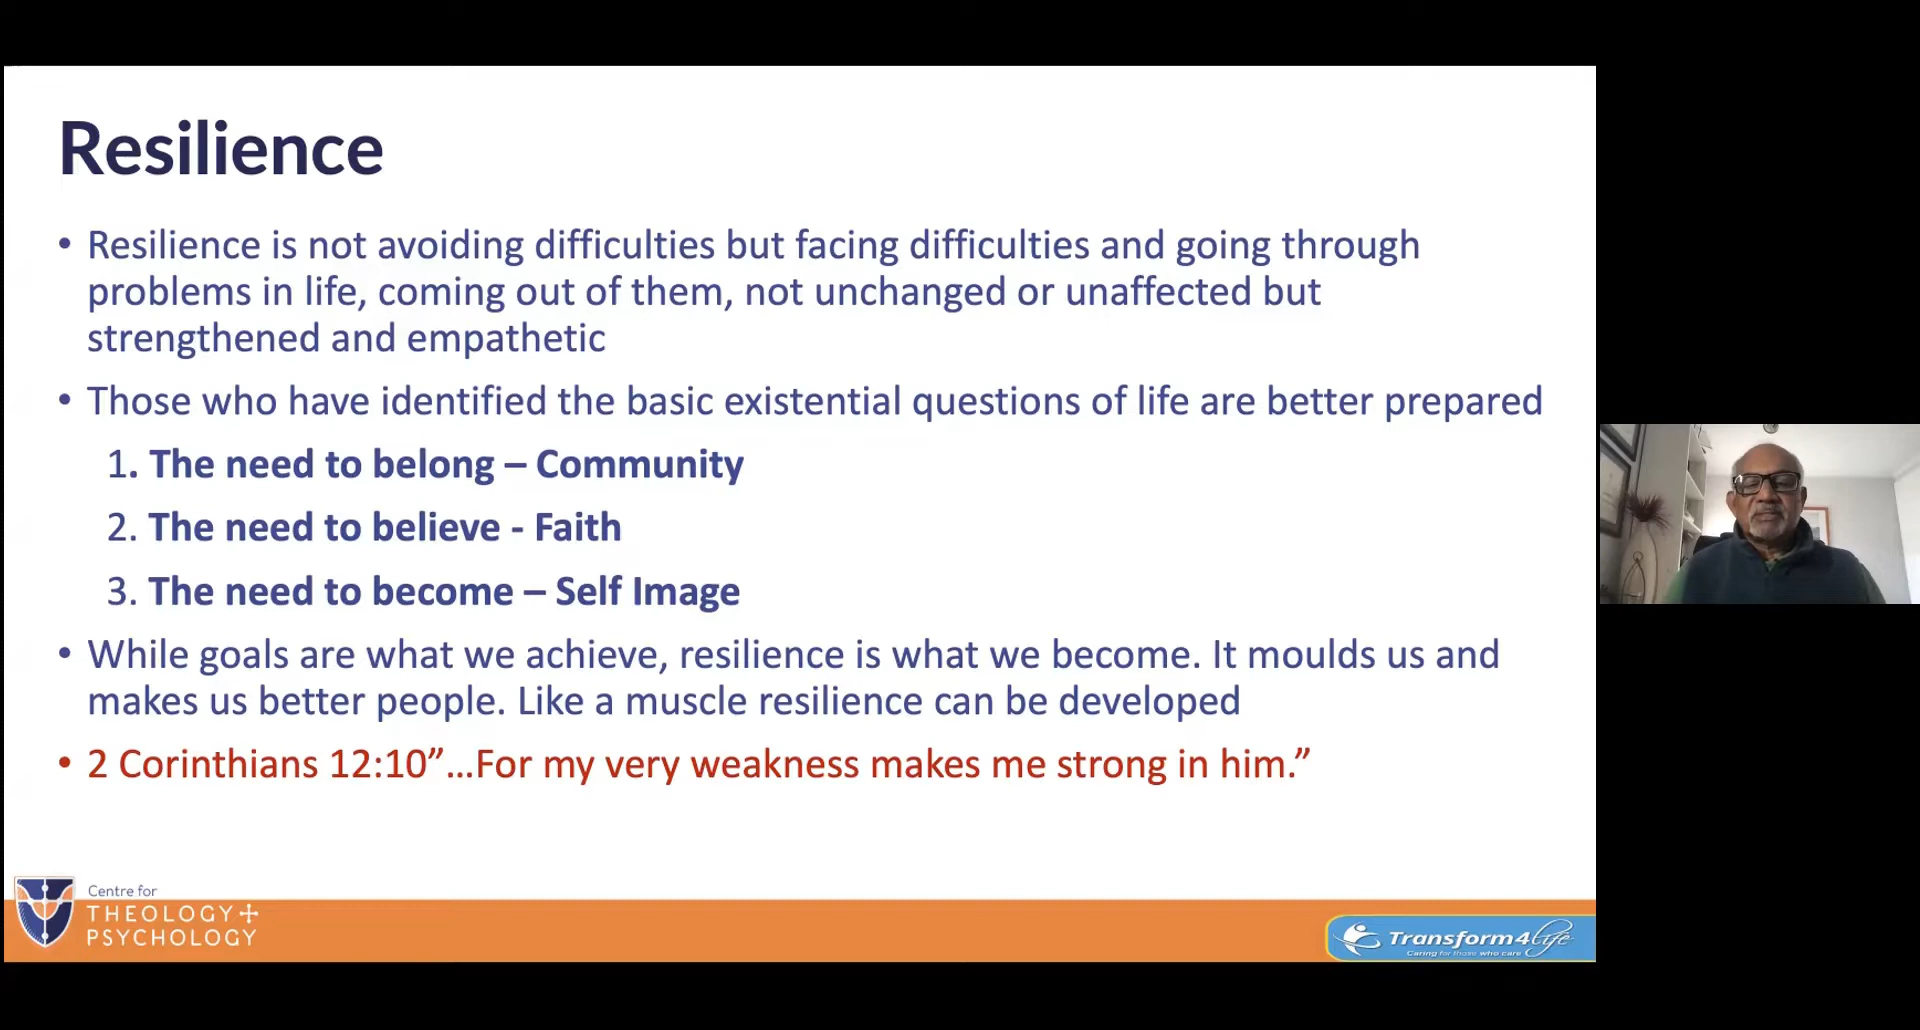 Resilience
• Resilience is not avoiding difficulties but facing difficulties and going through
problems in life, coming out of them, not unchanged or unaffected but
strengthened and empathetic
• Those who have identified the basic existential questions of life are better prepared
1. The need to belong – Community
2. The need to believe - Faith
3. The need to become – Self Image
• While goals are what we achieve, resilience is what we become. It moulds us and
makes us better people. Like a muscle resilience can be developed
• 2 Corinthians 12:10”…For my very weakness makes me strong in him.”
Centre for
THEOLOGY+
PSYCHOLOGY
Transform4life
Caring for those who care